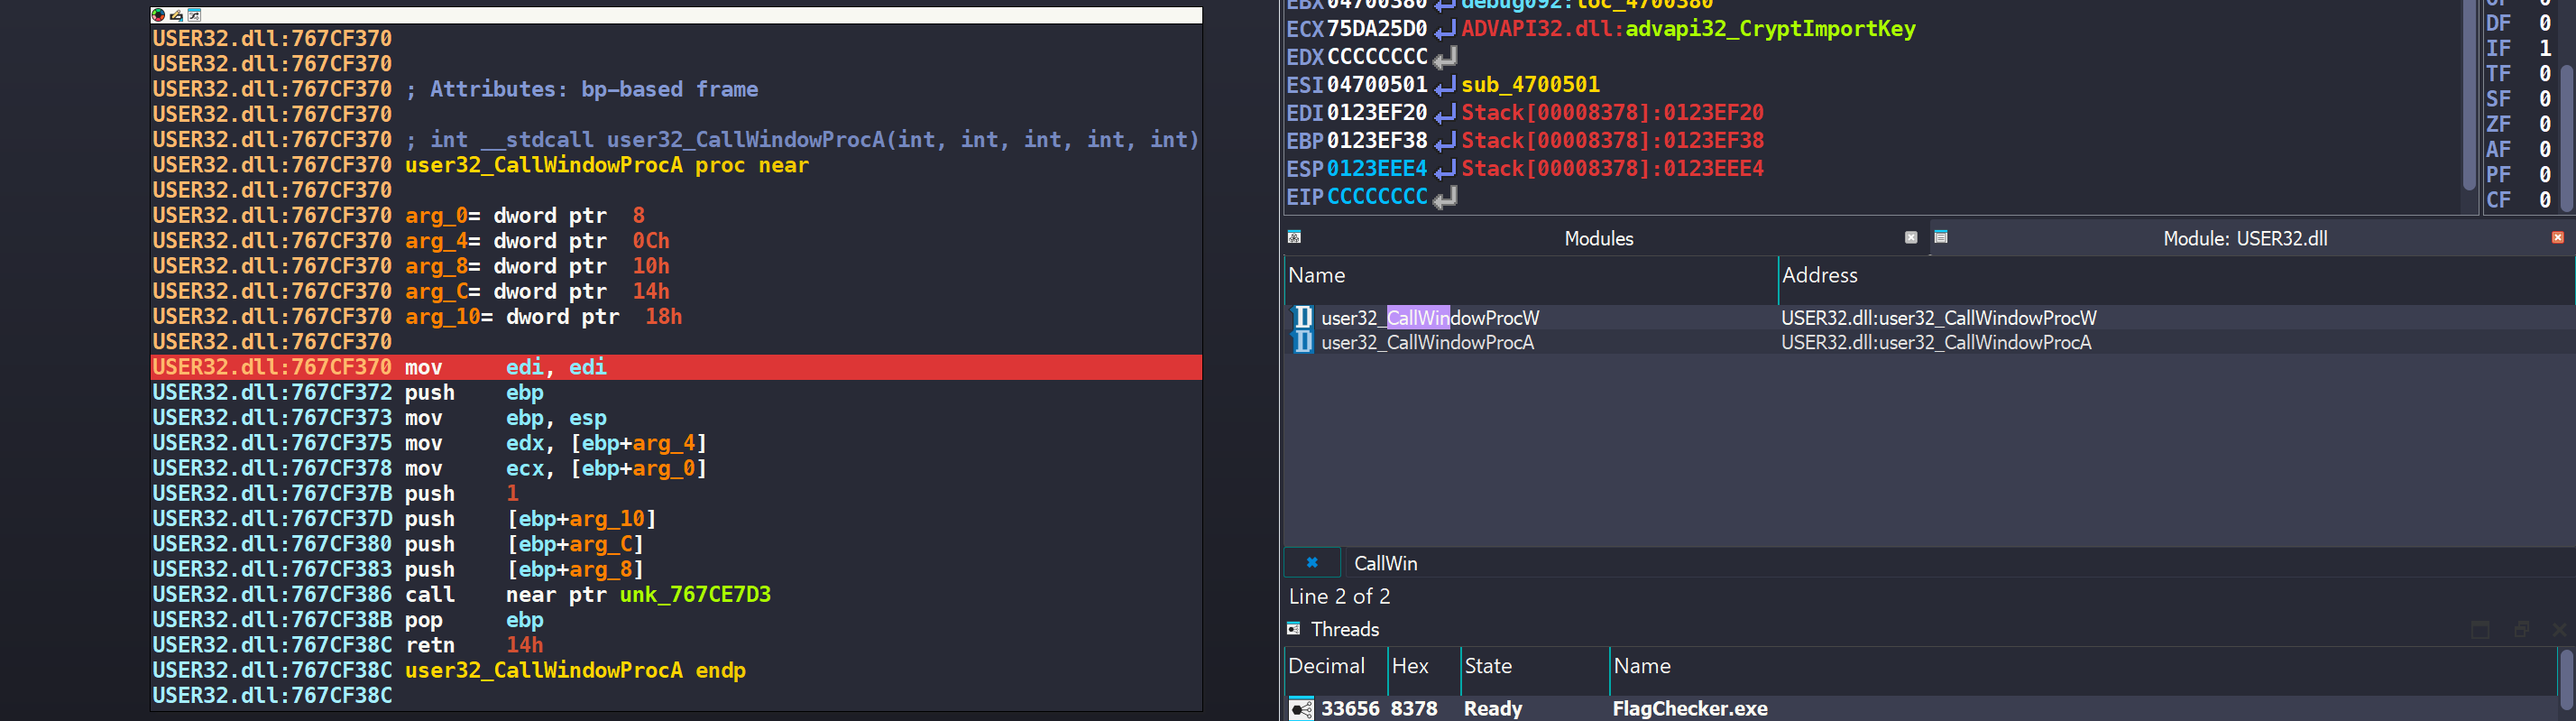 USER32.dll:767CF370
USER32.dll:767CF370
USER32.dll:767CF370 ; Attributes: bp-based frame
USER32.dll:767CF370
USER32.dll:767CF370 ; int __stdcall user32_CallWindowProcA(int, int, int, int, int)
USER32.dll:767CF370 user32_CallWindowProcA proc near
USER32.dll:767CF370
USER32.dll:767CF370 arg_0= dword ptr  8
USER32.dll:767CF370 arg_4= dword ptr  0Ch
USER32.dll:767CF370 arg_8= dword ptr  10h
USER32.dll:767CF370 arg_C= dword ptr  14h
USER32.dll:767CF370 arg_10= dword ptr  18h
USER32.dll:767CF370
USER32.dll:767CF370 mov     edi, edi
USER32.dll:767CF372 push    ebp
USER32.dll:767CF373 mov     ebp, esp
USER32.dll:767CF375 mov     edx, [ebp+arg_4]
USER32.dll:767CF378 mov     ecx, [ebp+arg_0]
USER32.dll:767CF37B push    1
USER32.dll:767CF37D push    [ebp+arg_10]
USER32.dll:767CF380 push    [ebp+arg_C]
USER32.dll:767CF383 push    [ebp+arg_8]
USER32.dll:767CF386 call    near ptr unk_767CE7D3
USER32.dll:767CF38B pop     ebp
USER32.dll:767CF38C retn    14h
USER32.dll:767CF38C user32_CallWindowProcA endp
USER32.dll:767CF38C
EBX 04700380 debug092:loc_4700380
ECX 75DA25D0 ADVAPI32.dll:advapi32_CryptImportKey
EDX CCCCCCCC
ESI 04700501 sub_4700501
EDI 0123EF20 Stack[00008378]:0123EF20
EBP 0123EF38 Stack[00008378]:0123EF38
ESP 0123EEE4 Stack[00008378]:0123EEE4
EIP CCCCCCCC
DF 0
IF 1
TF 0
SF 0
ZF 0
AF 0
PF 0
CF 0
Modules
Module: USER32.dll
Name Address
user32_CallWindowProcW USER32.dll:user32_CallWindowProcW
user32_CallWindowProcA USER32.dll:user32_CallWindowProcA
CallWin
Line 2 of 2
Threads
Decimal Hex State Name
33656 8378 Ready FlagChecker.exe